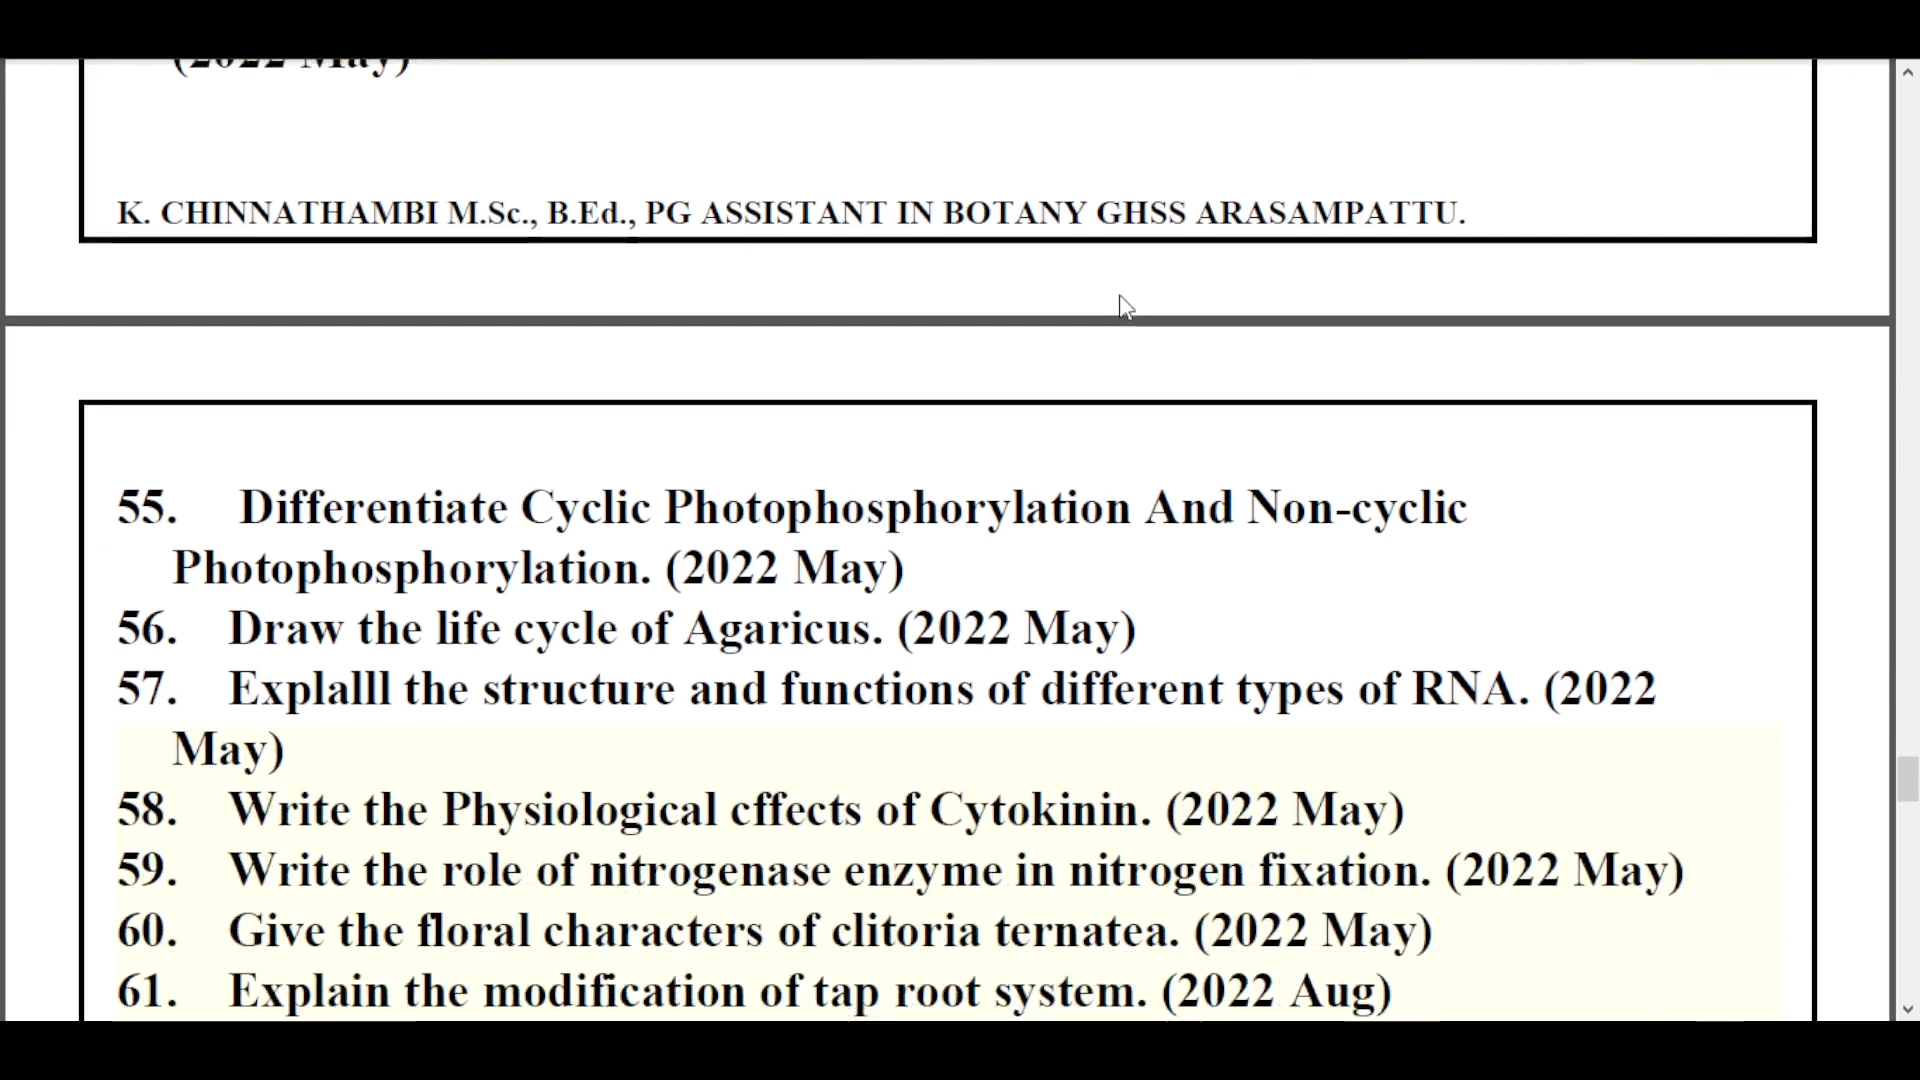 (2022 May)
K. CHINNATHAMBI M.Sc., B.Ed., PG ASSISTANT IN BOTANY GHSS ARASAMPATTU.
55. Differentiate Cyclic Photophosphorylation And Non-cyclic
Photophosphorylation. (2022 May)
56. Draw the life cycle of Agaricus. (2022 May)
57. Explalll the structure and functions of different types of RNA. (2022
May)
58. Write the Physiological cffects of Cytokinin. (2022 May)
59. Write the role of nitrogenase enzyme in nitrogen fixation. (2022 May)
60. Give the floral characters of clitoria ternatea. (2022 May)
61. Explain the modification of tap root system. (2022 Aug)